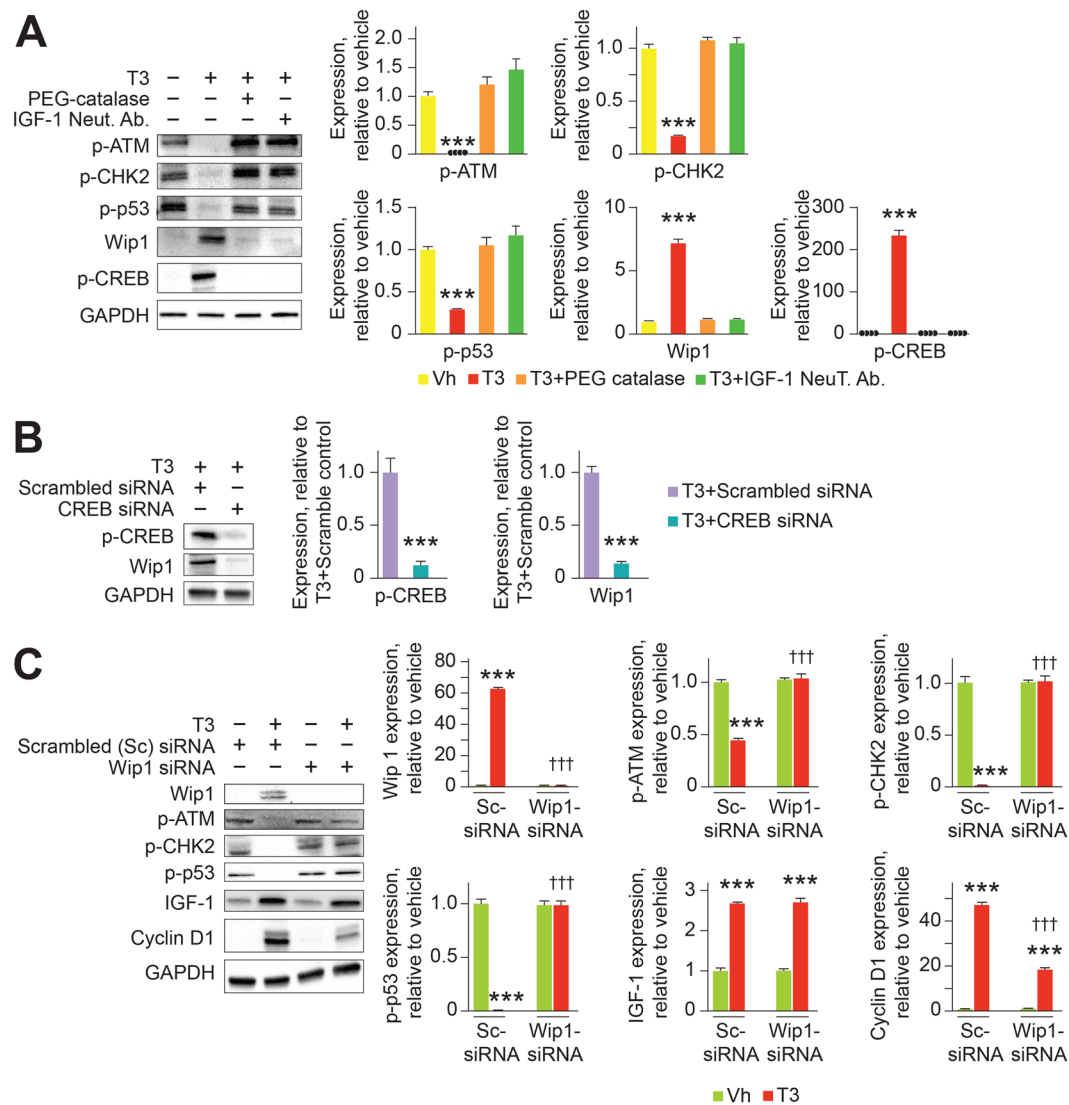 A
T3 − + + +
PEG-catalase − − + −
IGF-1 Neut. Ab. − − − +
p-ATM
p-CHK2
p-p53
Wip1
p-CREB
GAPDH
Expression,
relative to vehicle
2.0
1.5
1.0
0.5
0
***
p-ATM
Expression,
relative to vehicle
1.0
0.5
0
***
p-CHK2
Expression,
relative to vehicle
1.5
1.0
0.5
0
***
p-p53
Expression,
relative to vehicle
10
5
0
***
Wip1
Expression,
relative to vehicle
300
200
100
0
***
p-CREB
Vh T3 T3+PEG catalase T3+IGF-1 NeuT. Ab.
B
T3 + +
Scrambled siRNA + −
CREB siRNA − +
p-CREB
Wip1
GAPDH
Expression, relative to
T3+Scramble control
1.0
0.5
0
***
p-CREB
Expression, relative to
T3+Scramble control
1.0
0.5
0
***
Wip1
T3+Scrambled siRNA
T3+CREB siRNA
C
T3 − + − +
Scrambled (Sc) siRNA + + − −
Wip1 siRNA − − + +
Wip1
p-ATM
p-CHK2
p-p53
IGF-1
Cyclin D1
GAPDH
Wip 1 expression,
relative to vehicle
80
60
40
30
20
10
0
***
†††
Sc- Wip1-
siRNA siRNA
p-ATM expression,
relative to vehicle
1.0
0.5
0
***
†††
Sc- Wip1-
siRNA siRNA
p-CHK2 expression,
relative to vehicle
1.0
0.5
0
***
†††
Sc- Wip1-
siRNA siRNA
p-p53 expression,
relative to vehicle
1.0
0.5
0
***
†††
Sc- Wip1-
siRNA siRNA
IGF-1 expression,
relative to vehicle
3
2
1
0
***
***
Sc- Wip1-
siRNA siRNA
Cyclin D1 expression,
relative to vehicle
40
20
0
***
†††
***
Sc- Wip1-
siRNA siRNA
Vh T3